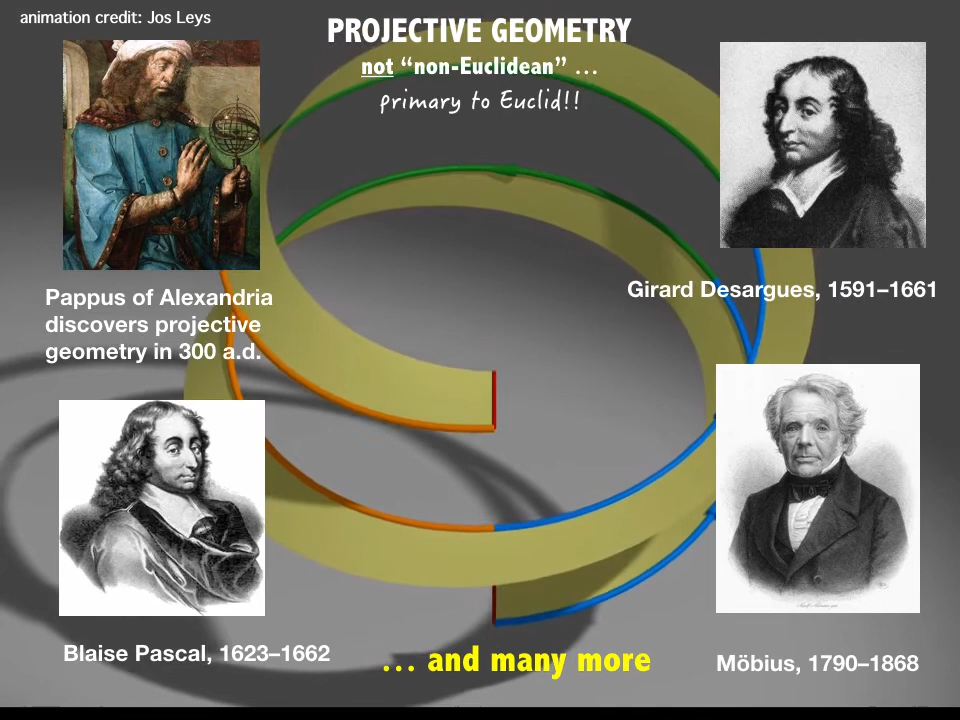 animation credit: Jos Leys
PROJECTIVE GEOMETRY
not “non-Euclidean” …
primary to Euclid!!
Pappus of Alexandria
discovers projective
geometry in 300 a.d.
Girard Desargues, 1591–1661
Blaise Pascal, 1623–1662
… and many more
Möbius, 1790–1868